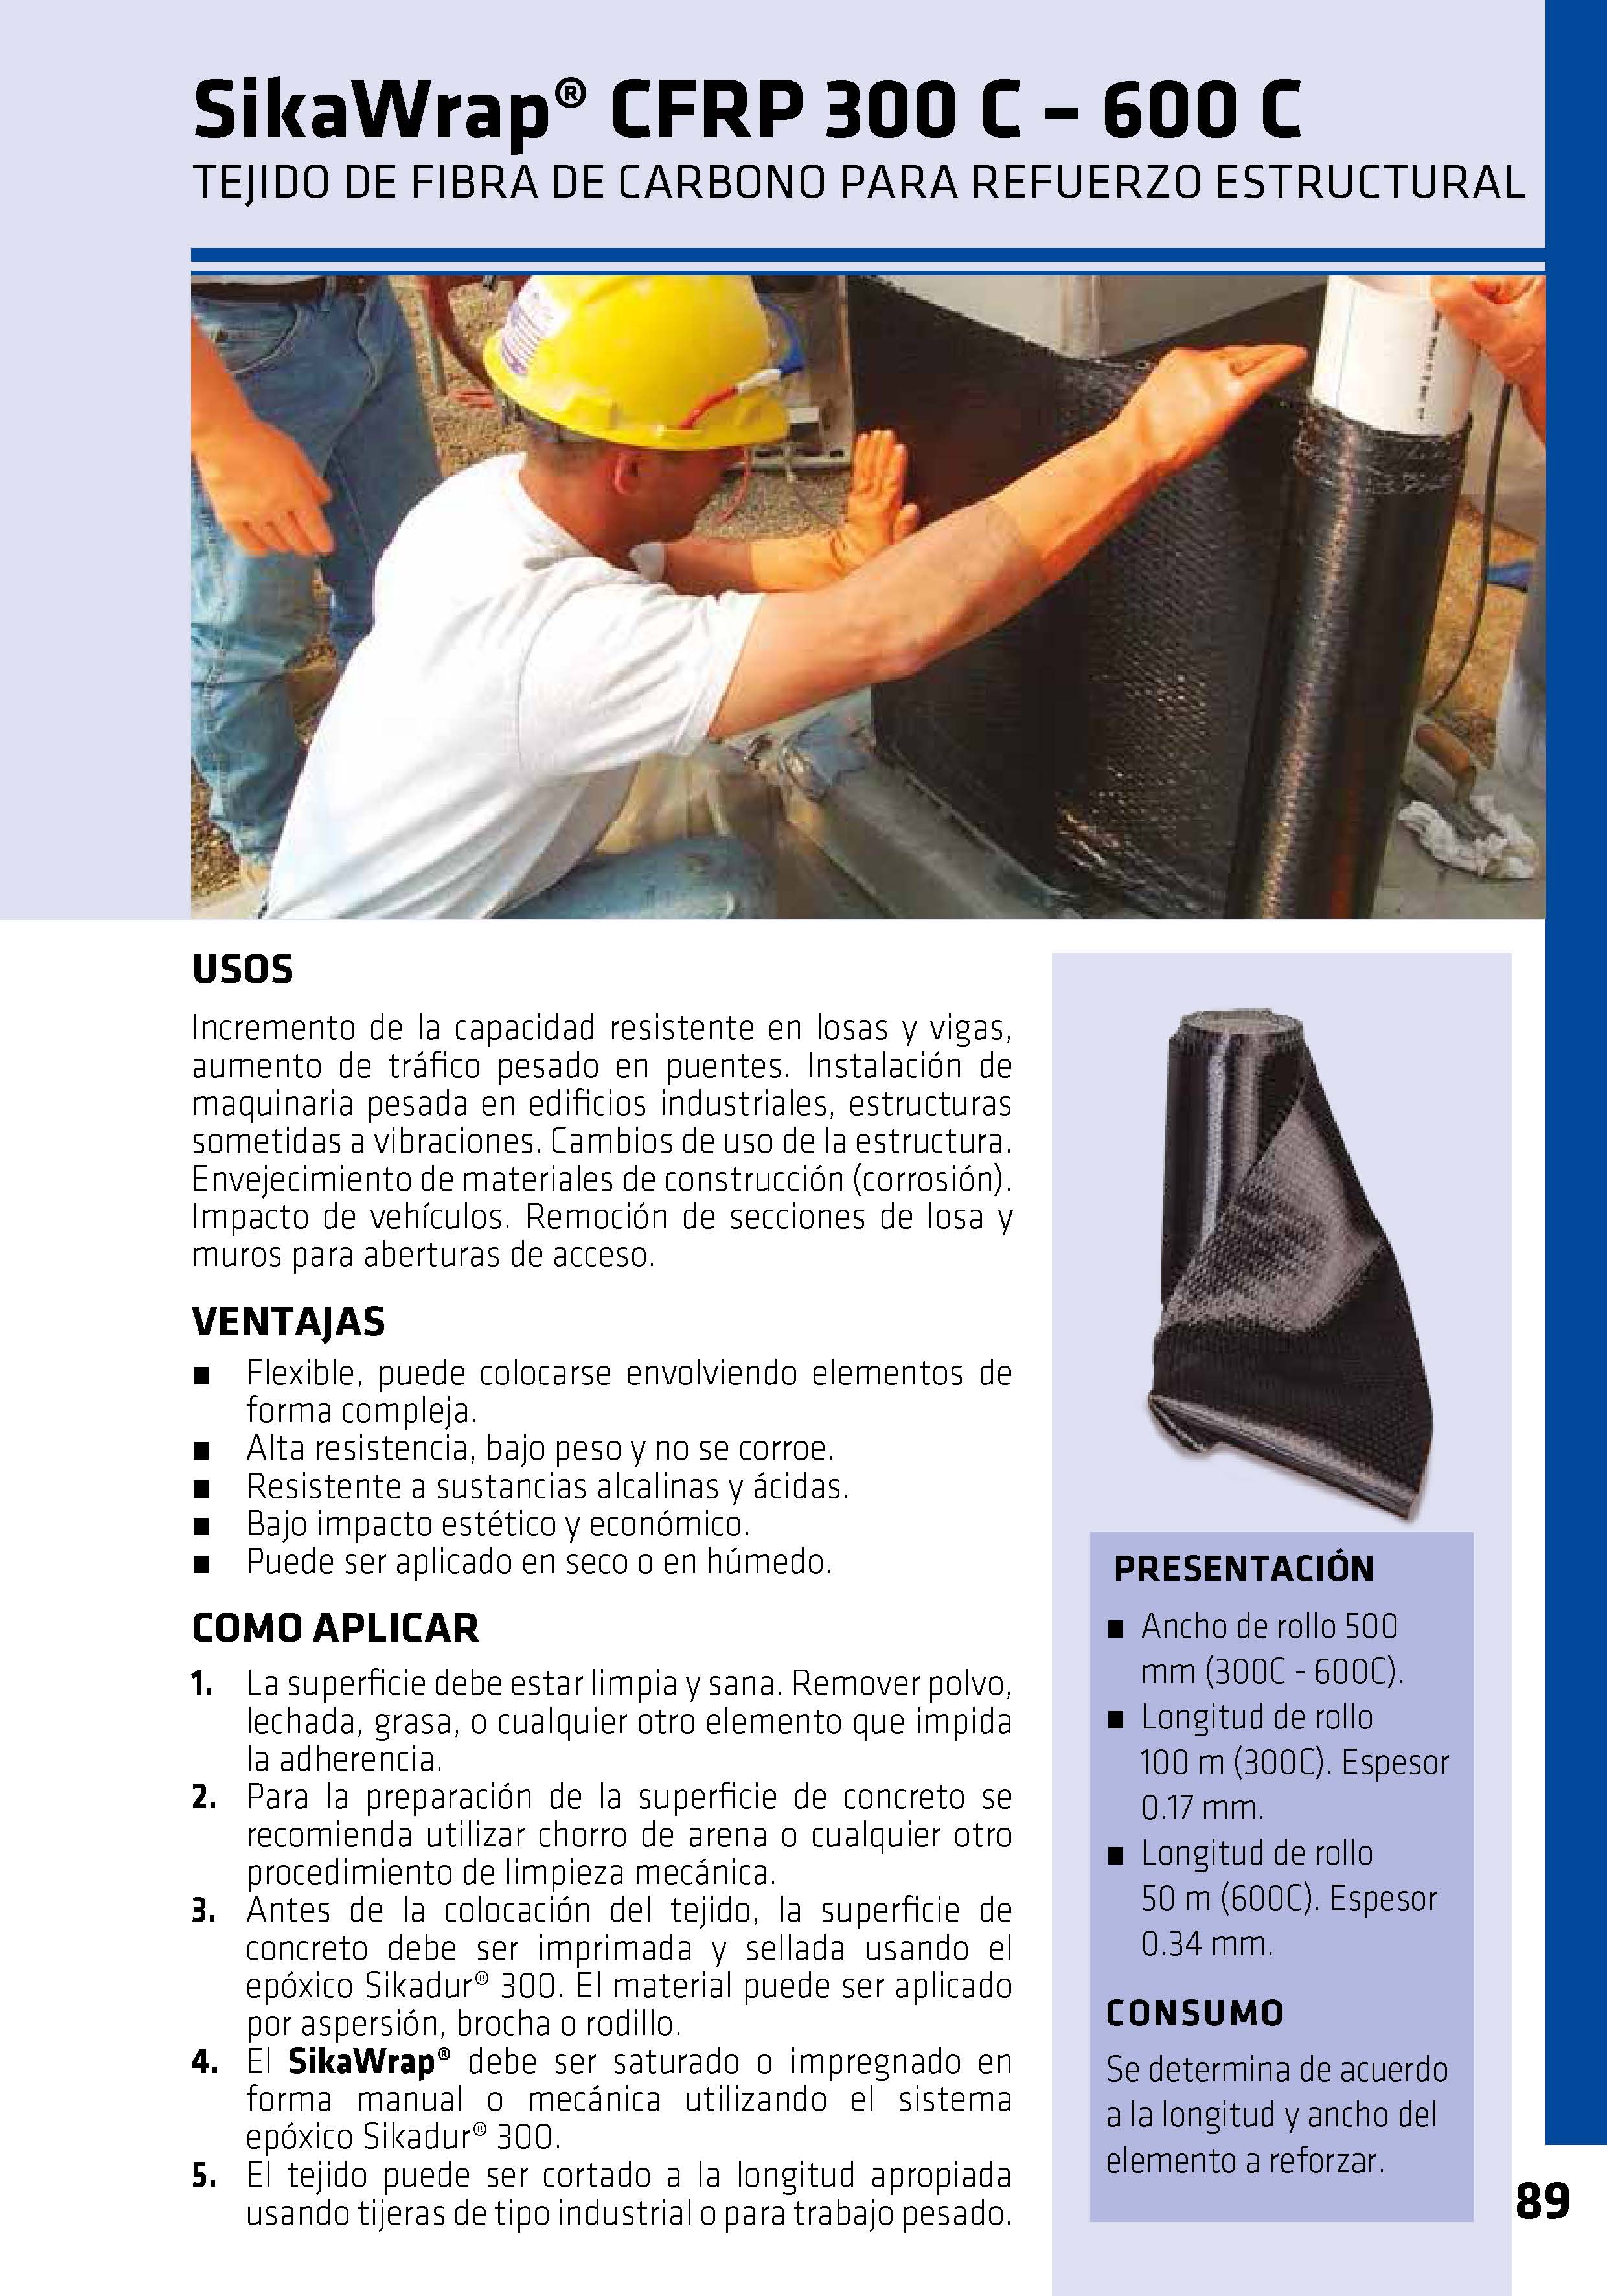 SikaWrap® CFRP 300 C – 600 C
TEJIDO DE FIBRA DE CARBONO PARA REFUERZO ESTRUCTURAL
USOS
Incremento de la capacidad resistente en losas y vigas,
aumento de tráfico pesado en puentes. Instalación de
maquinaria pesada en edificios industriales, estructuras
sometidas a vibraciones. Cambios de uso de la estructura.
Envejecimiento de materiales de construcción (corrosión).
Impacto de vehículos. Remoción de secciones de losa y
muros para aberturas de acceso.
VENTAJAS
■ Flexible, puede colocarse envolviendo elementos de
forma compleja.
■ Alta resistencia, bajo peso y no se corroe.
■ Resistente a sustancias alcalinas y ácidas.
■ Bajo impacto estético y económico.
■ Puede ser aplicado en seco o en húmedo.
COMO APLICAR
1. La superficie debe estar limpia y sana. Remover polvo,
lechada, grasa, o cualquier otro elemento que impida
la adherencia.
2. Para la preparación de la superficie de concreto se
recomienda utilizar chorro de arena o cualquier otro
procedimiento de limpieza mecánica.
3. Antes de la colocación del tejido, la superficie de
concreto debe ser imprimada y sellada usando el
epóxico Sikadur® 300. El material puede ser aplicado
por aspersión, brocha o rodillo.
4. El SikaWrap® debe ser saturado o impregnado en
forma manual o mecánica utilizando el sistema
epóxico Sikadur® 300.
5. El tejido puede ser cortado a la longitud apropiada
usando tijeras de tipo industrial o para trabajo pesado.
PRESENTACIÓN
■ Ancho de rollo 500
mm (300C - 600C).
■ Longitud de rollo
100 m (300C). Espesor
0.17 mm.
■ Longitud de rollo
50 m (600C). Espesor
0.34 mm.
CONSUMO
Se determina de acuerdo
a la longitud y ancho del
elemento a reforzar.
89